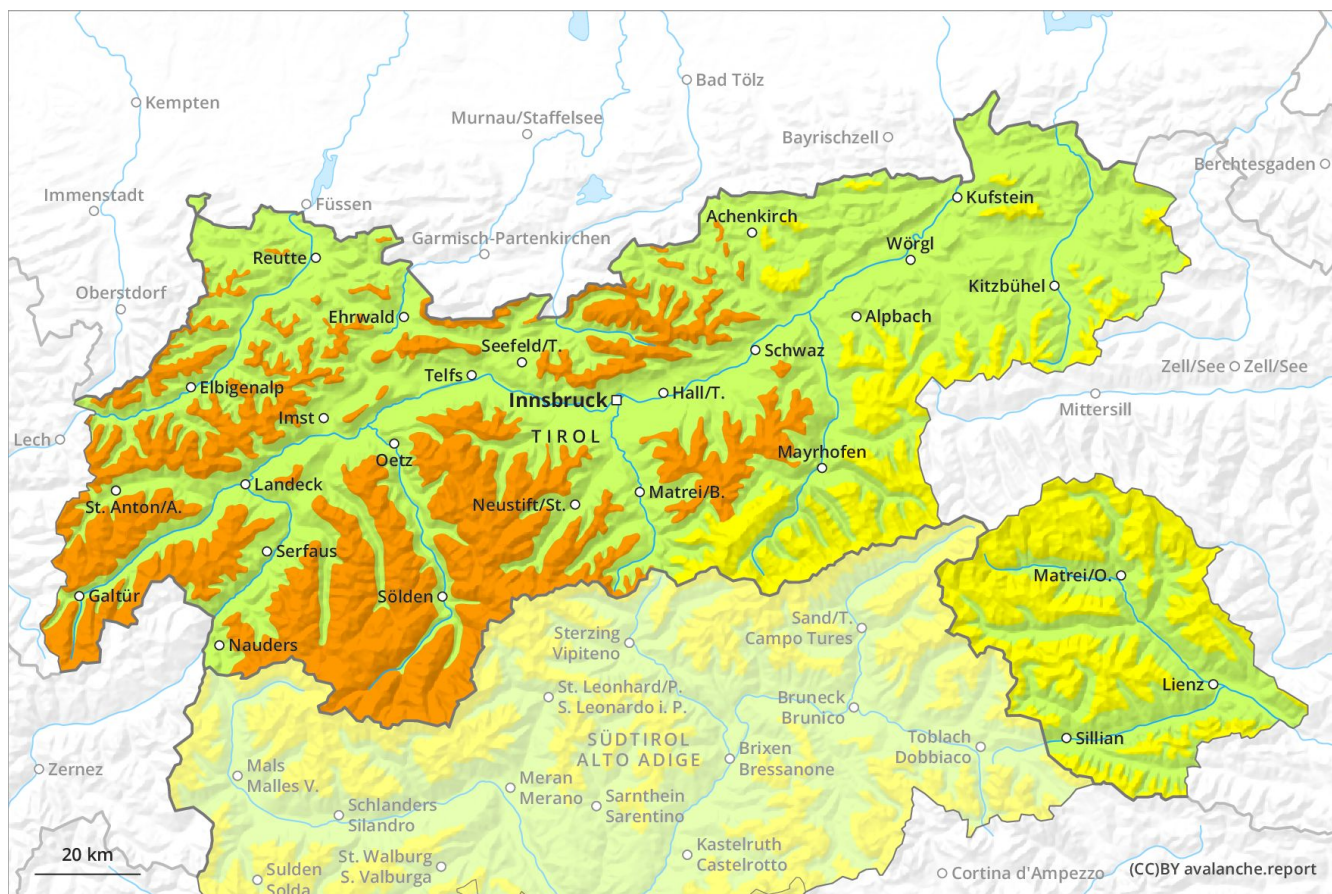 Kempten
Bad Tölz
Murnau/Staffelsee
Bayrischzell
Berchtesgaden
Immenstadt
Füssen
Kufstein
Achenkirch
Garmisch-Partenkirchen
Wörgl
Reutte
Oberstdorf
Kitzbühel
Ehrwald
Alpbach
Seefeld/T.
Schwaz
Telfs
Zell/See
Zell/See
Elbigenalp
Innsbruck
Hall/T.
Mittersill
Imst
Lech
TIROL
Oetz
Mayrhofen
Landeck
Matrei/B.
St. Anton/A.
Neustift/St.
Serfaus
Matrei/O.
Galtür
Sölden
Sand/T.
Campo Tures
Sterzing
Vipiteno
Nauders
Lienz
St. Leonhard/P.
S. Leonardo i. P.
Bruneck
Brunico
SÜDTIROL
ALTO ADIGE
Sillian
Toblach
Dobbiaco
Brixen
Bressanone
Zernez
Mals
Malles V.
Meran
Merano
Sarnthein
Sarentino
Schlanders
Silandro
Kastelruth
Castelrotto
20 km
St. Walburg
S. Valburga
Sulden
Solda
Cortina d'Ampezzo
(CC)BY avalanche.report